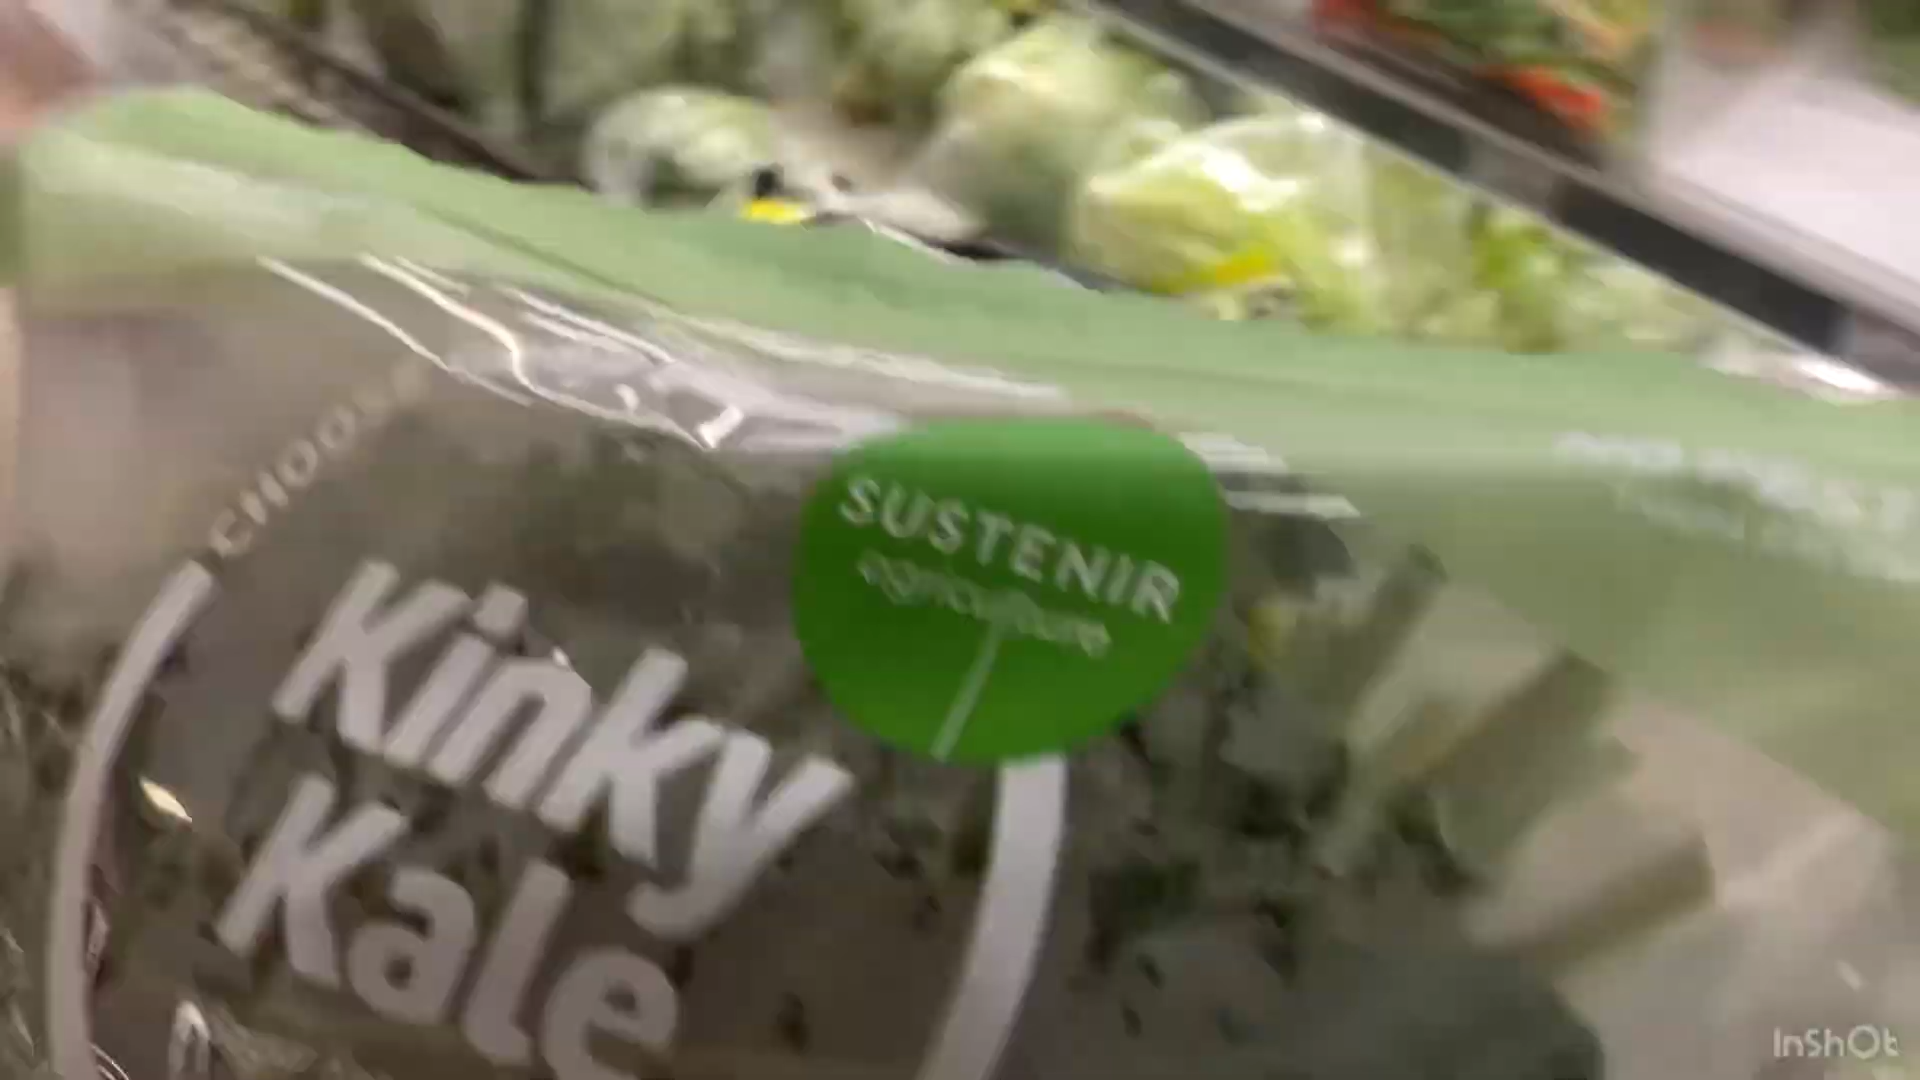 CHOOSE
SUSTENIR
agriculture
Kinky
Kale
InShOt